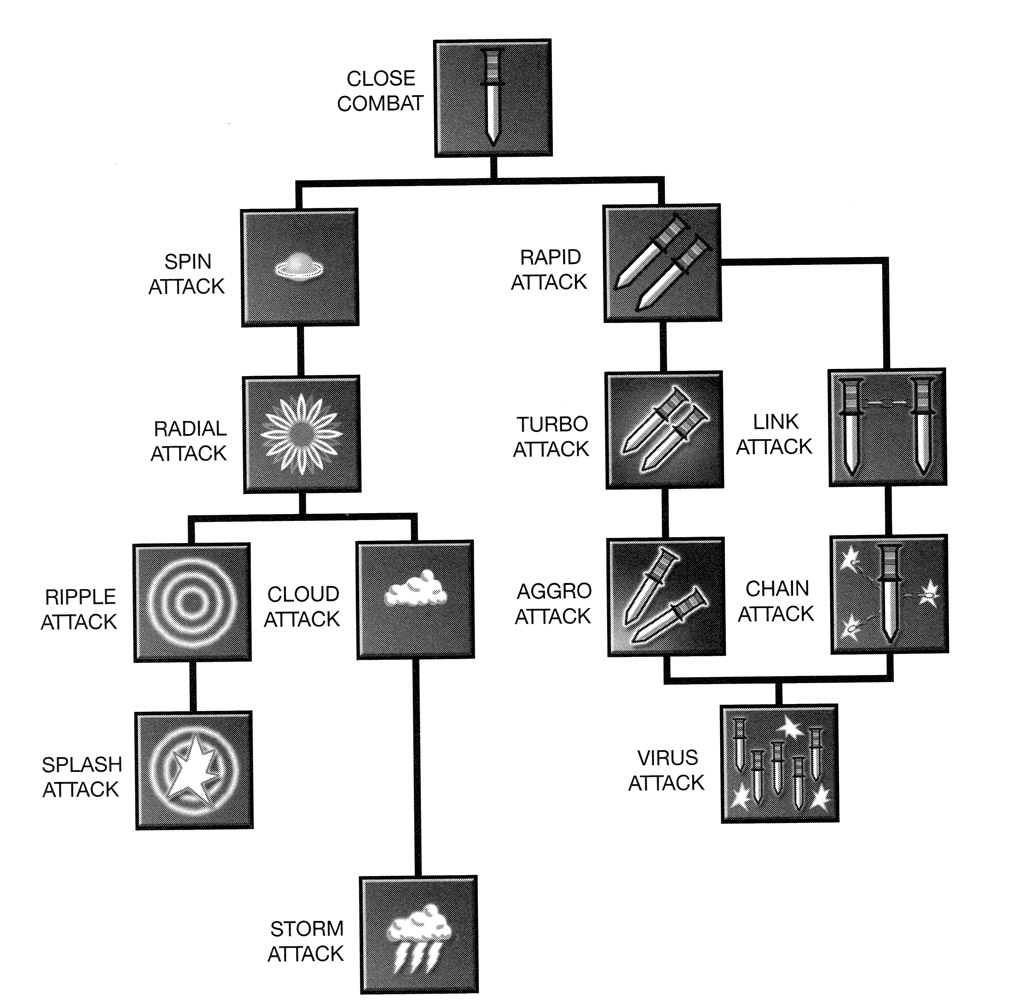 CLOSE
COMBAT
SPIN
ATTACK
RAPID
ATTACK
RADIAL
ATTACK
TURBO
ATTACK
LINK
ATTACK
RIPPLE
ATTACK
CLOUD
ATTACK
AGGRO
ATTACK
CHAIN
ATTACK
SPLASH
ATTACK
VIRUS
ATTACK
STORM
ATTACK